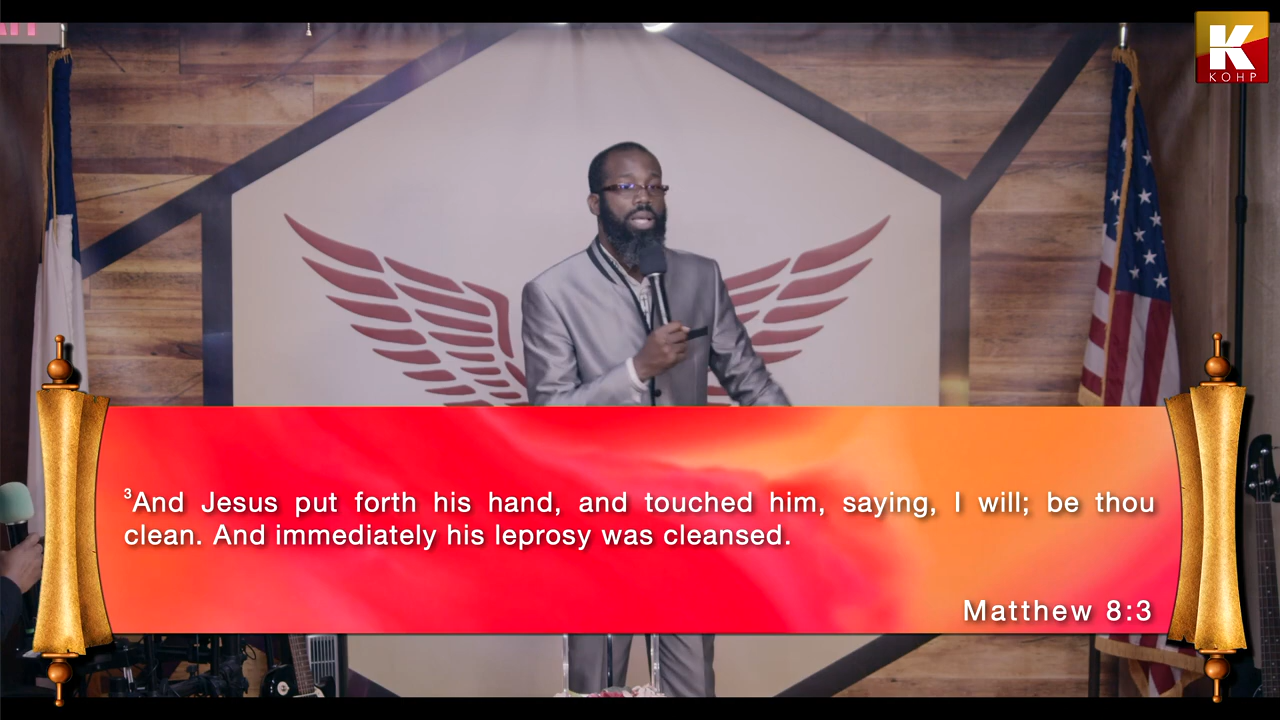 K
KOHP
³And Jesus put forth his hand, and touched him, saying, I will; be thou
clean. And immediately his leprosy was cleansed.
Matthew 8:3